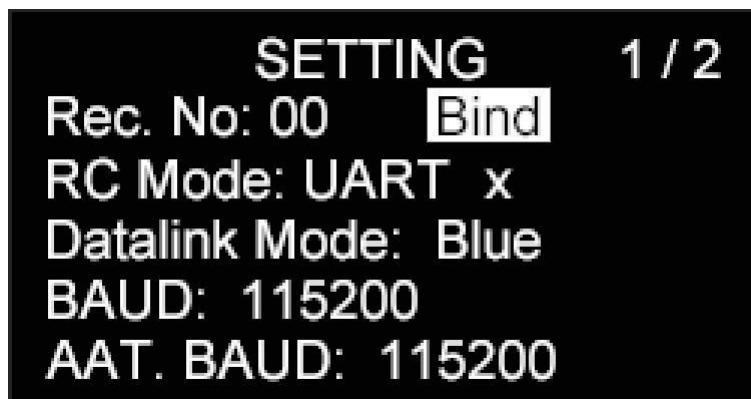 SETTING 1 / 2
Rec. No: 00 Bind
RC Mode: UART x
Datalink Mode: Blue
BAUD: 115200
AAT. BAUD: 115200